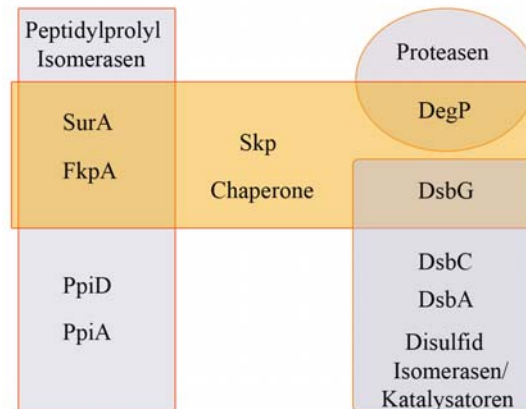 Peptidylprolyl
Isomerasen
SurA
FkpA
PpiD
PpiA
Skp
Chaperone
Proteasen
DegP
DsbG
DsbC
DsbA
Disulfid
Isomerasen/
Katalysatoren